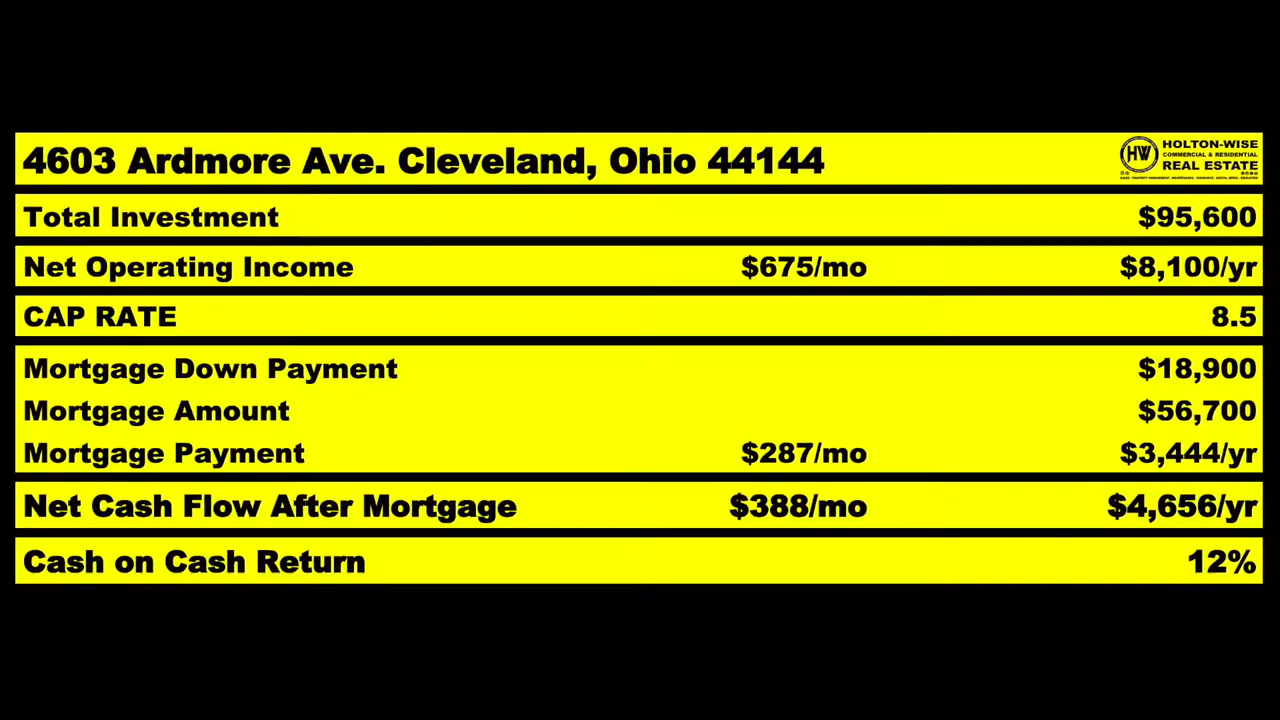 4603 Ardmore Ave. Cleveland, Ohio 44144
HW
HOLTON-WISE
COMMERCIAL & RESIDENTIAL
REAL ESTATE
Total Investment $95,600
Net Operating Income $675/mo $8,100/yr
CAP RATE 8.5
Mortgage Down Payment $18,900
Mortgage Amount $56,700
Mortgage Payment $287/mo $3,444/yr
Net Cash Flow After Mortgage $388/mo $4,656/yr
Cash on Cash Return 12%